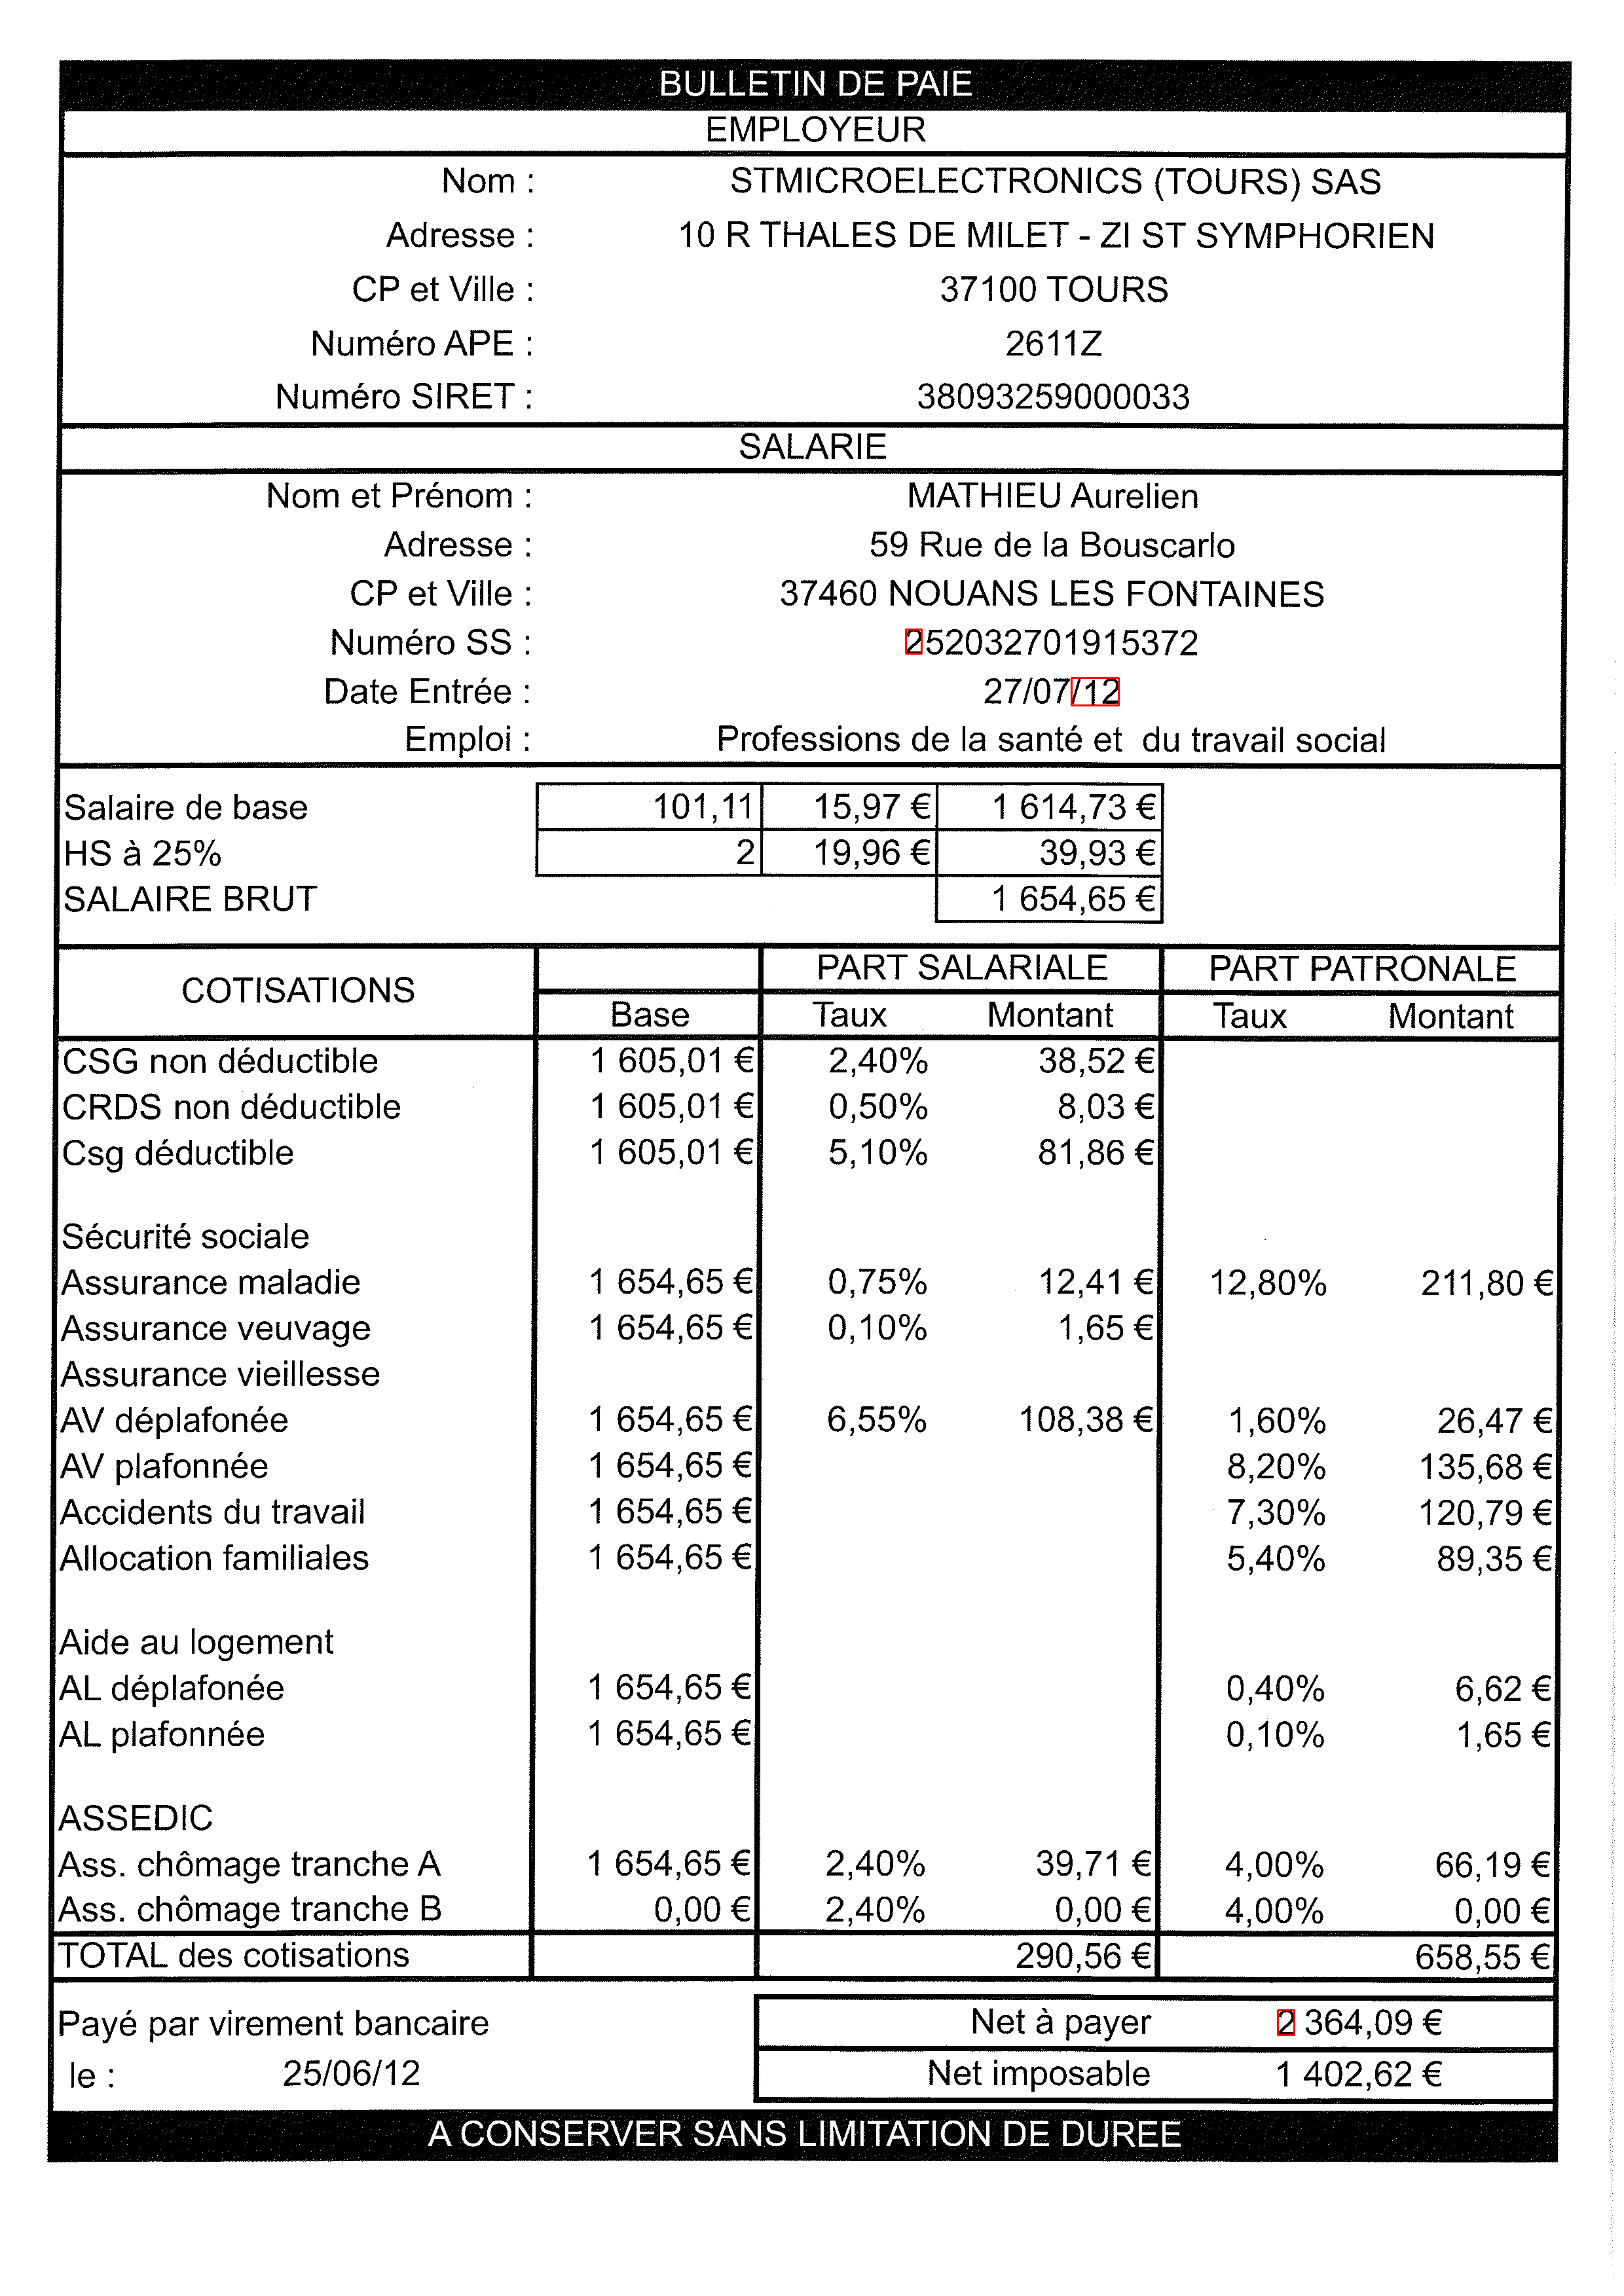 BULLETIN DE PAIE
EMPLOYEUR
Nom : STMICROELECTRONICS (TOURS) SAS
Adresse : 10 R THALES DE MILET - ZI ST SYMPHORIEN
CP et Ville : 37100 TOURS
Numéro APE : 2611Z
Numéro SIRET : 38093259000033
SALARIE
Nom et Prénom : MATHIEU Aurelien
Adresse : 59 Rue de la Bouscarlo
CP et Ville : 37460 NOUANS LES FONTAINES
Numéro SS : 252032701915372
Date Entrée : 27/07/12
Emploi : Professions de la santé et du travail social
Salaire de base 101,11 15,97 € 1 614,73 €
HS à 25% 2 19,96 € 39,93 €
SALAIRE BRUT 1 654,65 €
COTISATIONS PART SALARIALE PART PATRONALE
Base Taux Montant Taux Montant
CSG non déductible 1 605,01 € 2,40% 38,52 €
CRDS non déductible 1 605,01 € 0,50% 8,03 €
Csg déductible 1 605,01 € 5,10% 81,86 €
Sécurité sociale
Assurance maladie 1 654,65 € 0,75% 12,41 € 12,80% 211,80 €
Assurance veuvage 1 654,65 € 0,10% 1,65 €
Assurance vieillesse
AV déplafonée 1 654,65 € 6,55% 108,38 € 1,60% 26,47 €
AV plafonnée 1 654,65 € 8,20% 135,68 €
Accidents du travail 1 654,65 € 7,30% 120,79 €
Allocation familiales 1 654,65 € 5,40% 89,35 €
Aide au logement
AL déplafonée 1 654,65 € 0,40% 6,62 €
AL plafonnée 1 654,65 € 0,10% 1,65 €
ASSEDIC
Ass. chômage tranche A 1 654,65 € 2,40% 39,71 € 4,00% 66,19 €
Ass. chômage tranche B 0,00 € 2,40% 0,00 € 4,00% 0,00 €
TOTAL des cotisations 290,56 € 658,55 €
Payé par virement bancaire Net à payer 2 364,09 €
le : 25/06/12 Net imposable 1 402,62 €
A CONSERVER SANS LIMITATION DE DUREE